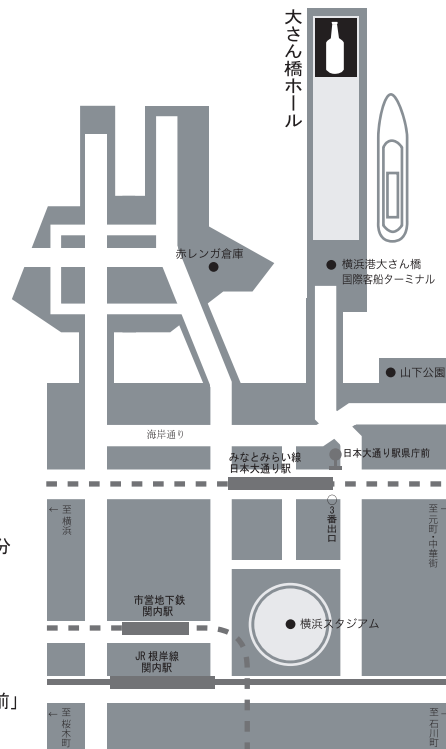 大さん橋ホール
赤レンガ倉庫
横浜港大さん橋
国際客船ターミナル
山下公園
海岸通り
みなとみらい線
日本大通り駅
日本大通り駅県庁前
3番出口
←至横浜
至元町・中華街
分
市営地下鉄
関内駅
横浜スタジアム
JR根岸線
関内駅
前」
←至桜木町
至石川町